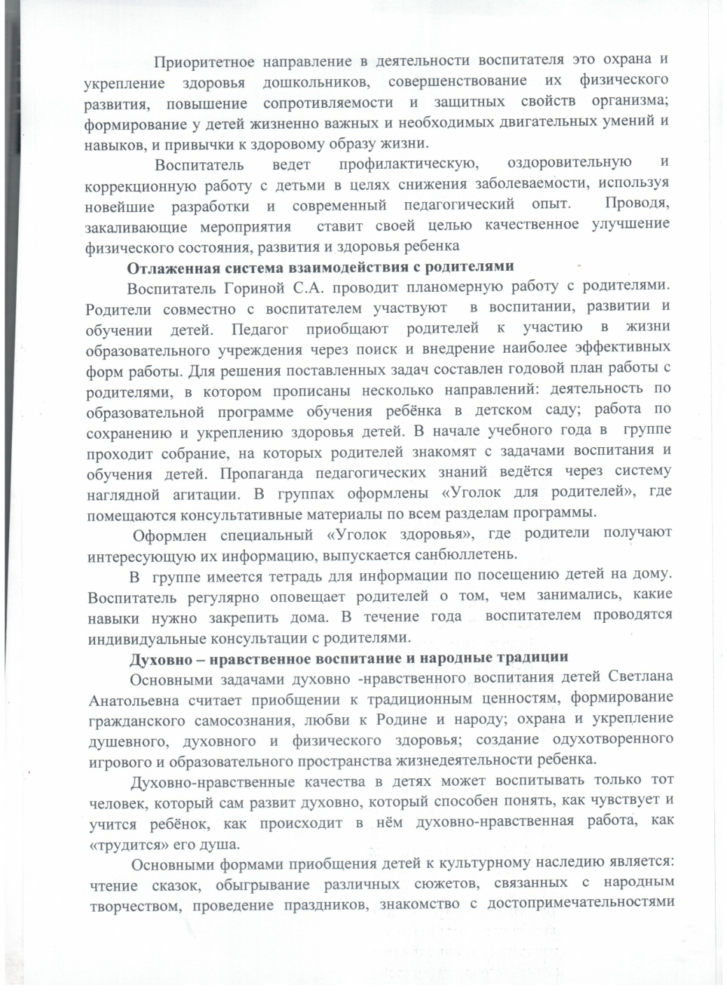 Приоритетное направление в деятельности воспитателя это охрана и
укрепление здоровья дошкольников, совершенствование их физического
развития, повышение сопротивляемости и защитных свойств организма;
формирование у детей жизненно важных и необходимых двигательных умений и
навыков, и привычки к здоровому образу жизни.
Воспитатель ведет профилактическую, оздоровительную и
коррекционную работу с детьми в целях снижения заболеваемости, используя
новейшие разработки и современный педагогический опыт. Проводя,
закаливающие мероприятия ставит своей целью качественное улучшение
физического состояния, развития и здоровья ребенка
Отлаженная система взаимодействия с родителями
Воспитатель Гориной С.А. проводит планомерную работу с родителями.
Родители совместно с воспитателем участвуют в воспитании, развитии и
обучении детей. Педагог приобщают родителей к участию в жизни
образовательного учреждения через поиск и внедрение наиболее эффективных
форм работы. Для решения поставленных задач составлен годовой план работы с
родителями, в котором прописаны несколько направлений: деятельность по
образовательной программе обучения ребёнка в детском саду; работа по
сохранению и укреплению здоровья детей. В начале учебного года в группе
проходит собрание, на которых родителей знакомят с задачами воспитания и
обучения детей. Пропаганда педагогических знаний ведётся через систему
наглядной агитации. В группах оформлены «Уголок для родителей», где
помещаются консультативные материалы по всем разделам программы.
Оформлен специальный «Уголок здоровья», где родители получают
интересующую их информацию, выпускается санбюллетень.
В группе имеется тетрадь для информации по посещению детей на дому.
Воспитатель регулярно оповещает родителей о том, чем занимались, какие
навыки нужно закрепить дома. В течение года воспитателем проводятся
индивидуальные консультации с родителями.
Духовно – нравственное воспитание и народные традиции
Основными задачами духовно -нравственного воспитания детей Светлана
Анатольевна считает приобщении к традиционным ценностям, формирование
гражданского самосознания, любви к Родине и народу; охрана и укрепление
душевного, духовного и физического здоровья; создание одухотворенного
игрового и образовательного пространства жизнедеятельности ребенка.
Духовно-нравственные качества в детях может воспитывать только тот
человек, который сам развит духовно, который способен понять, как чувствует и
учится ребёнок, как происходит в нём духовно-нравственная работа, как
«трудится» его душа.
Основными формами приобщения детей к культурному наследию является:
чтение сказок, обыгрывание различных сюжетов, связанных с народным
творчеством, проведение праздников, знакомство с достопримечательностями